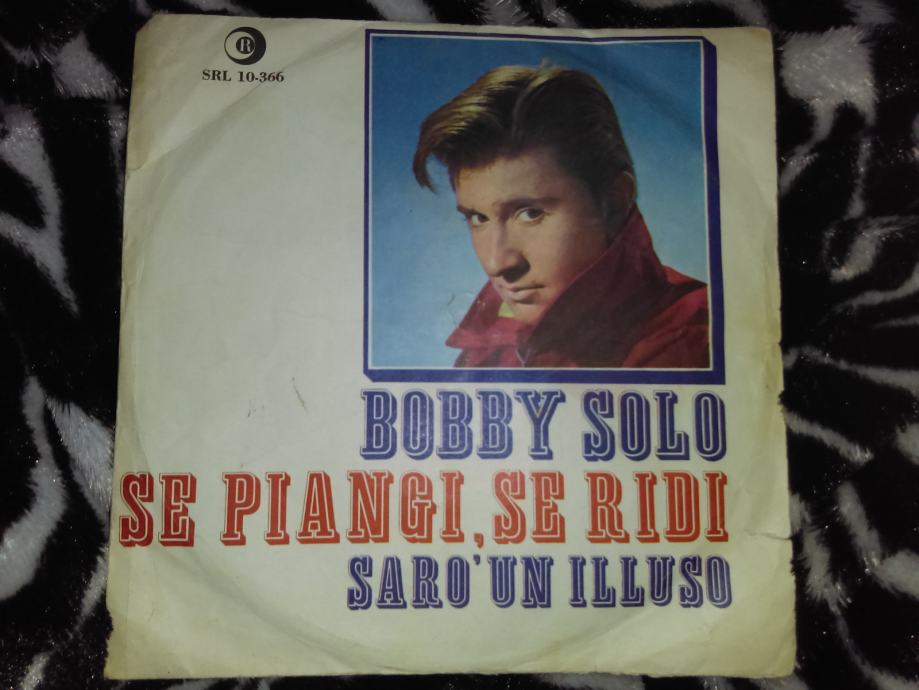 R
SRL 10-366
BOBBY SOLO
SE PIANGI, SE RIDI
SARO' UN ILLUSO